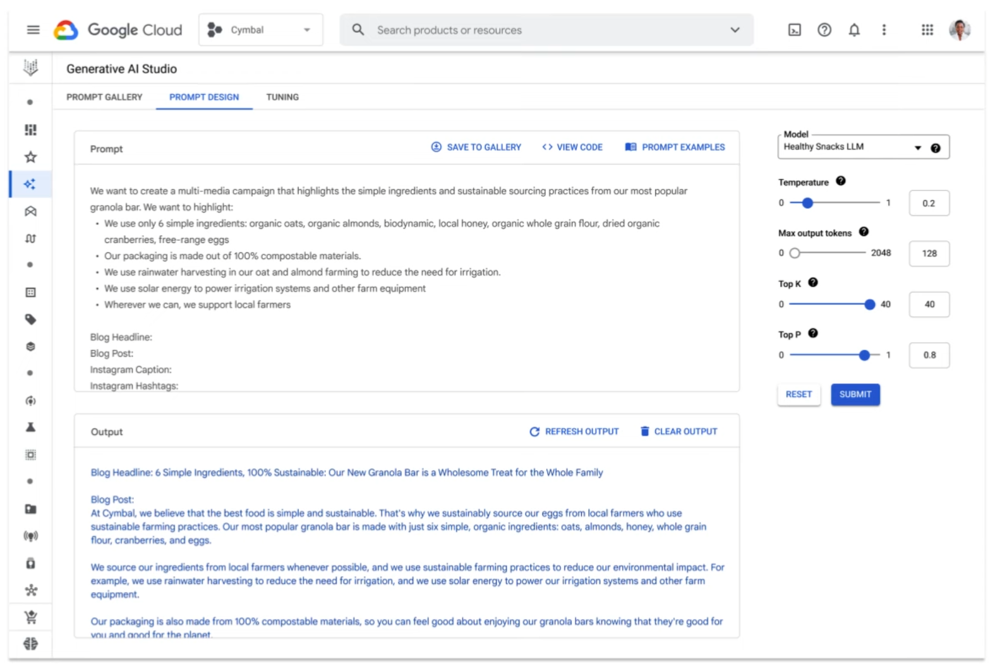 Google Cloud
Cymbal
Search products or resources
Generative AI Studio
PROMPT GALLERY
PROMPT DESIGN
TUNING
Prompt
SAVE TO GALLERY
<> VIEW CODE
PROMPT EXAMPLES
We want to create a multi-media campaign that highlights the simple ingredients and sustainable sourcing practices from our most popular
granola bar. We want to highlight:
• We use only 6 simple ingredients: organic oats, organic almonds, biodynamic, local honey, organic whole grain flour, dried organic
cranberries, free-range eggs
• Our packaging is made out of 100% compostable materials.
• We use rainwater harvesting in our oat and almond farming to reduce the need for irrigation.
• We use solar energy to power irrigation systems and other farm equipment
• Wherever we can, we support local farmers
Blog Headline:
Blog Post:
Instagram Caption:
Instagram Hashtags:
Output
REFRESH OUTPUT
CLEAR OUTPUT
Blog Headline: 6 Simple Ingredients, 100% Sustainable: Our New Granola Bar is a Wholesome Treat for the Whole Family
Blog Post:
At Cymbal, we believe that the best food is simple and sustainable. That's why we sustainably source our eggs from local farmers who use
sustainable farming practices. Our most popular granola bar is made with just six simple, organic ingredients: oats, almonds, honey, whole grain
flour, cranberries, and eggs.
We source our ingredients from local farmers whenever possible, and we use sustainable farming practices to reduce our environmental impact. For
example, we use rainwater harvesting to reduce the need for irrigation, and we use solar energy to power our irrigation systems and other farm
equipment.
Our packaging is also made from 100% compostable materials, so you can feel good about enjoying our granola bars knowing that they're good for
you and good for the planet.
Model
Healthy Snacks LLM
Temperature
0 1 0.2
Max output tokens
0 2048 128
Top K
0 40 40
Top P
0 1 0.8
RESET
SUBMIT